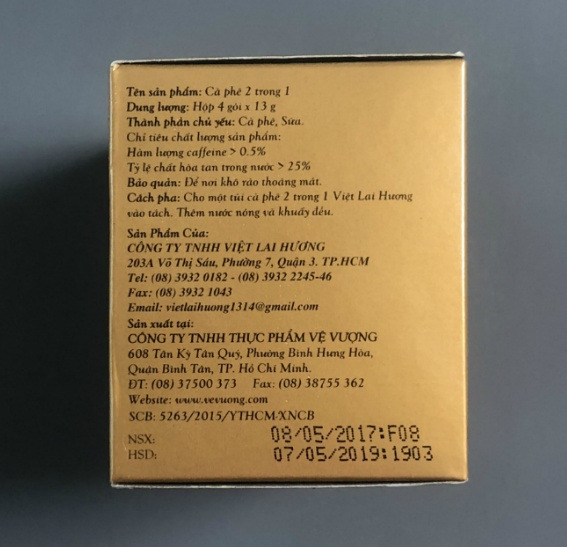 Tên sản phẩm: Cà phê 2 trong 1
Dung lượng: Hộp 4 gói x 13 g
Thành phần chủ yếu: Cà phê, Sữa.
Chỉ tiêu chất lượng sản phẩm:
Hàm lượng caffeine > 0.5%
Tỷ lệ chất hòa tan trong nước > 25%
Bảo quản: Để nơi khô ráo thoáng mát.
Cách pha: Cho một túi cà phê 2 trong 1 Việt Lai Hương
vào tách. Thêm nước nóng và khuấy đều.
Sản Phẩm Của:
CÔNG TY TNHH VIỆT LAI HƯƠNG
203A Võ Thị Sáu, Phường 7, Quận 3. TP.HCM
Tel: (08) 3932 0182 - (08) 3932 2245-46
Fax: (08) 3932 1043
Email: vietlaihuong1314@gmail.com
Sản xuất tại:
CÔNG TY TNHH THỰC PHẨM VỆ VƯỢNG
608 Tân Kỳ Tân Quý, Phường Bình Hưng Hòa,
Quận Bình Tân, TP. Hồ Chí Minh.
ĐT: (08) 37500 373 Fax: (08) 38755 362
Website: www.vevuong.com
SCB: 5263/2015/YTHCM-XNCB
NSX: 08/05/2017:F08
HSD: 07/05/2019:1903